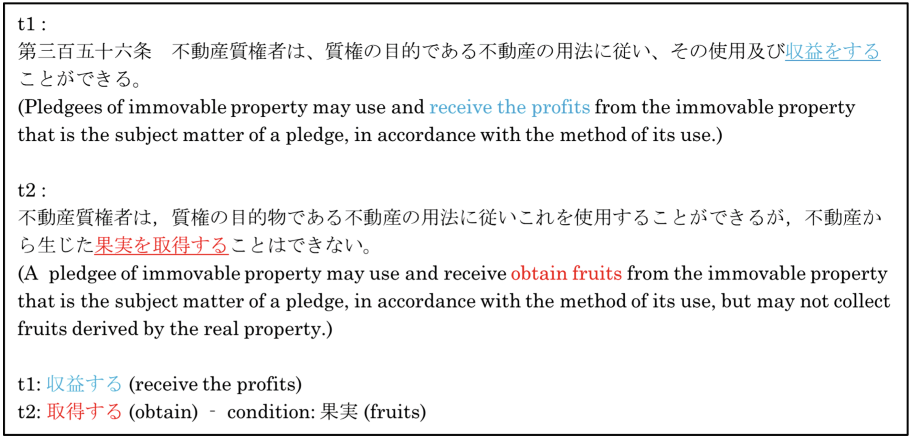 t1 :
第三百五十六条　不動産質権者は、質権の目的である不動産の用法に従い、その使用及び収益をする
ことができる。
(Pledgees of immovable property may use and receive the profits from the immovable property
that is the subject matter of a pledge, in accordance with the method of its use.)
t2 :
不動産質権者は，質権の目的物である不動産の用法に従いこれを使用することができるが，不動産か
ら生じた果実を取得することはできない。
(A pledgee of immovable property may use and receive obtain fruits from the immovable property
that is the subject matter of a pledge, in accordance with the method of its use, but may not collect
fruits derived by the real property.)
t1: 収益する (receive the profits)
t2: 取得する (obtain) - condition: 果実 (fruits)